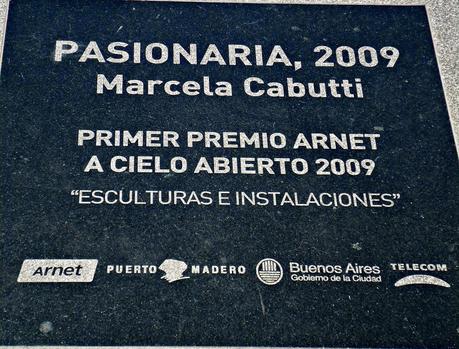 PASIONARIA, 2009
Marcela Cabutti
PRIMER PREMIO ARNET
A CIELO ABIERTO 2009
"ESCULTURAS E INSTALACIONES"
Arnet PUERTO MADERO Buenos Aires TELECOM
Gobierno de la Ciudad